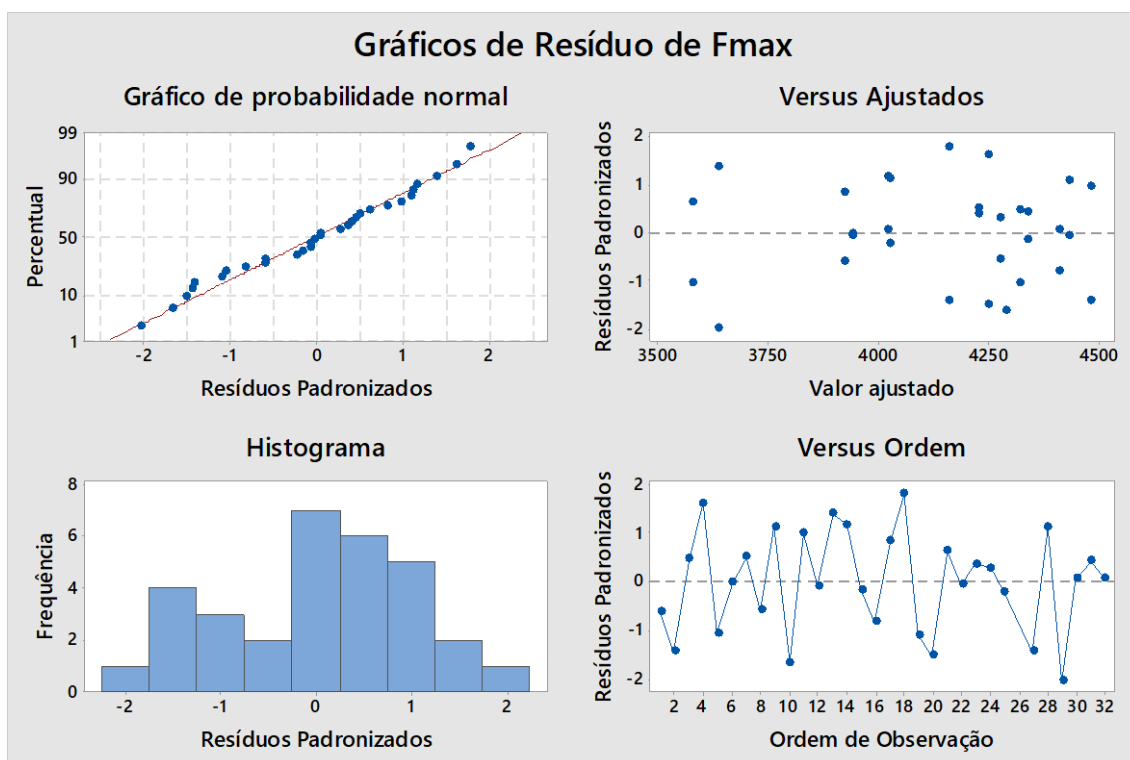 Gráficos de Resíduo de Fmax
Gráfico de probabilidade normal
Percentual
99
90
50
10
1
-2 -1 0 1 2
Resíduos Padronizados
Versus Ajustados
Resíduos Padronizados
2
1
0
-1
-2
3500 3750 4000 4250 4500
Valor ajustado
Histograma
Frequência
8
6
4
2
0
-2 -1 0 1 2
Resíduos Padronizados
Versus Ordem
Resíduos Padronizados
2
1
0
-1
-2
2 4 6 8 10 12 14 16 18 20 22 24 26 28 30 32
Ordem de Observação